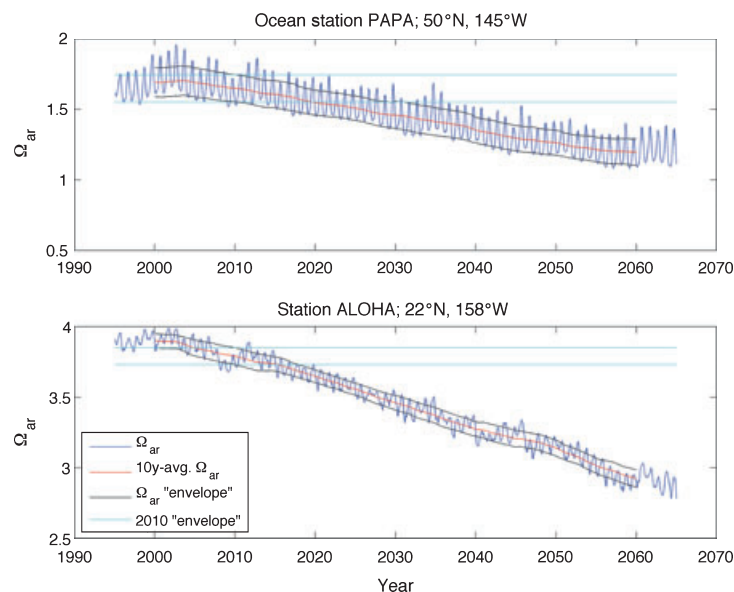 Ocean station PAPA; 50°N, 145°W
2
1.5
1
0.5
Ωar
1990 2000 2010 2020 2030 2040 2050 2060 2070
Station ALOHA; 22°N, 158°W
4
3.5
3
2.5
Ωar
Ωar
10y-avg. Ωar
Ωar "envelope"
2010 "envelope"
1990 2000 2010 2020 2030 2040 2050 2060 2070
Year